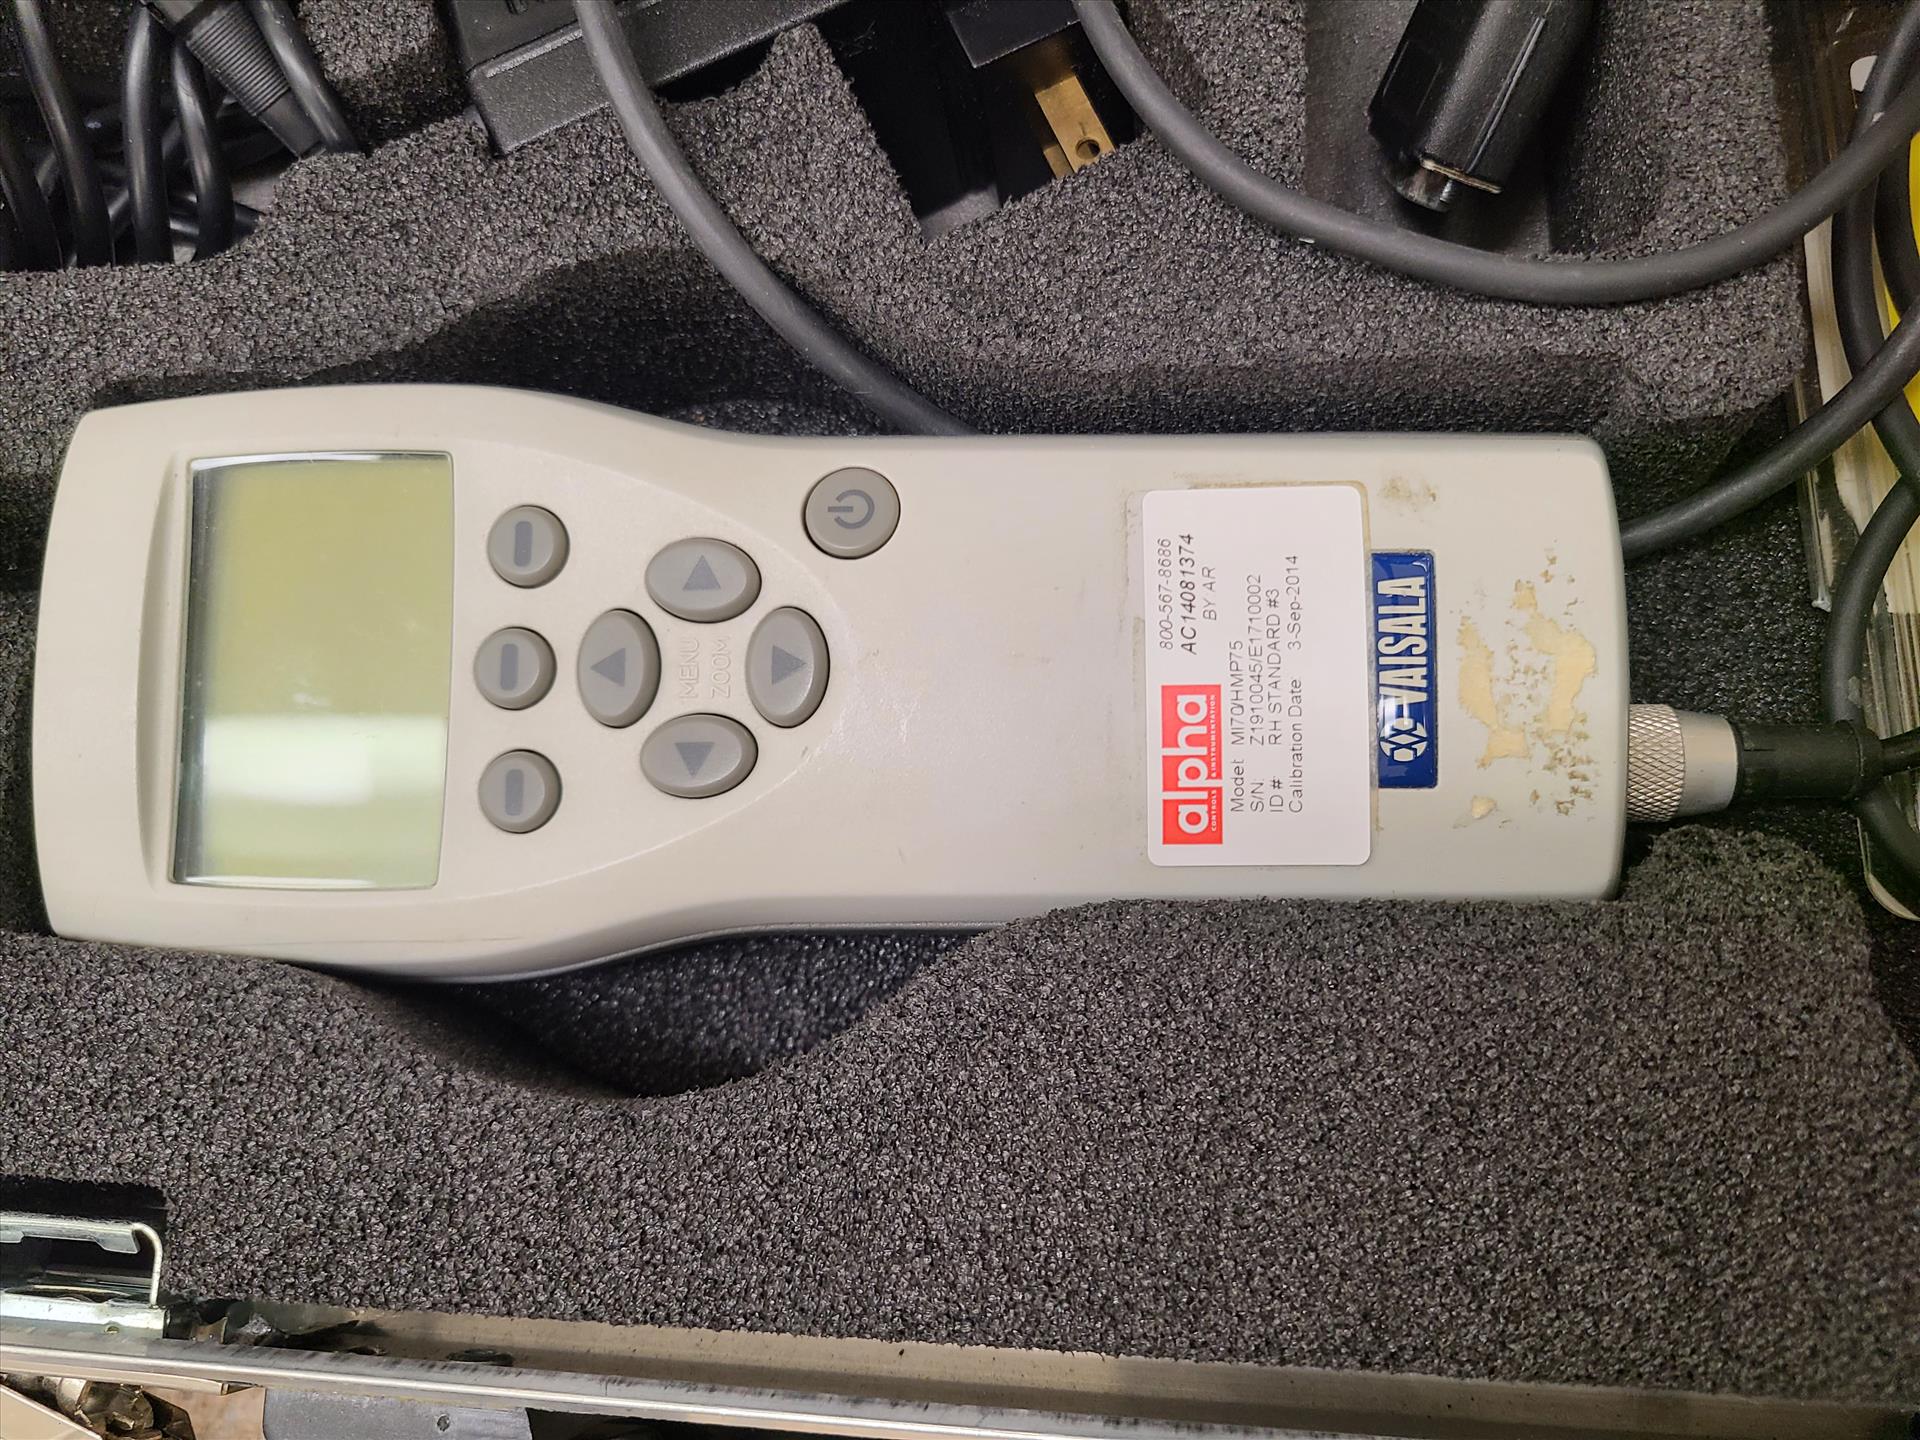 MENU
ZOOM
alpha
CONTROLS & INSTRUMENTATION
800-567-8686
AC14081374
BY AR
Model: MI70/HMP75
S/N: Z1910045/E1710002
ID # RH STANDARD #3
Calibration Date 3-Sep-2014
VAISALA